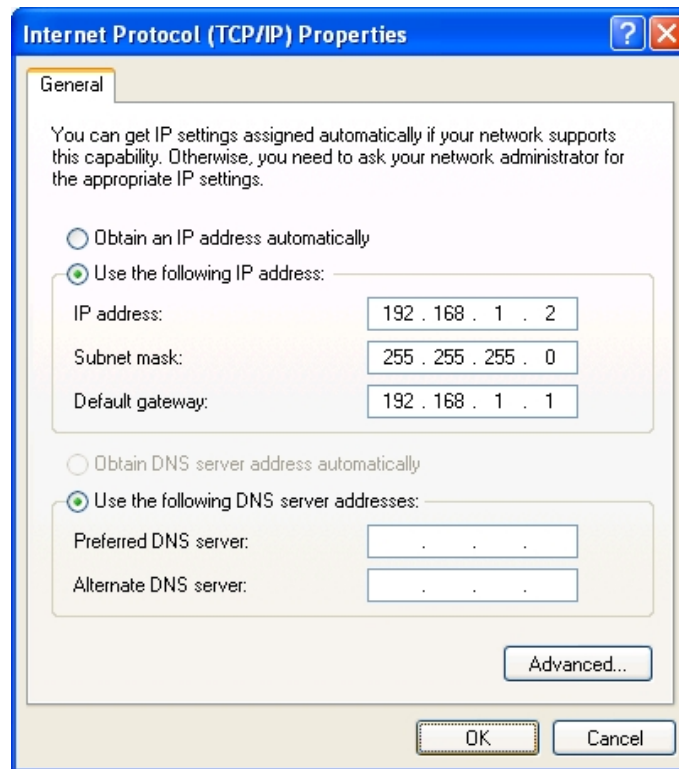 Internet Protocol (TCP/IP) Properties
General
You can get IP settings assigned automatically if your network supports
this capability. Otherwise, you need to ask your network administrator for
the appropriate IP settings.
Obtain an IP address automatically
Use the following IP address:
IP address: 192 . 168 . 1 . 2
Subnet mask: 255 . 255 . 255 . 0
Default gateway: 192 . 168 . 1 . 1
Obtain DNS server address automatically
Use the following DNS server addresses:
Preferred DNS server: . . .
Alternate DNS server: . . .
Advanced...
OK Cancel